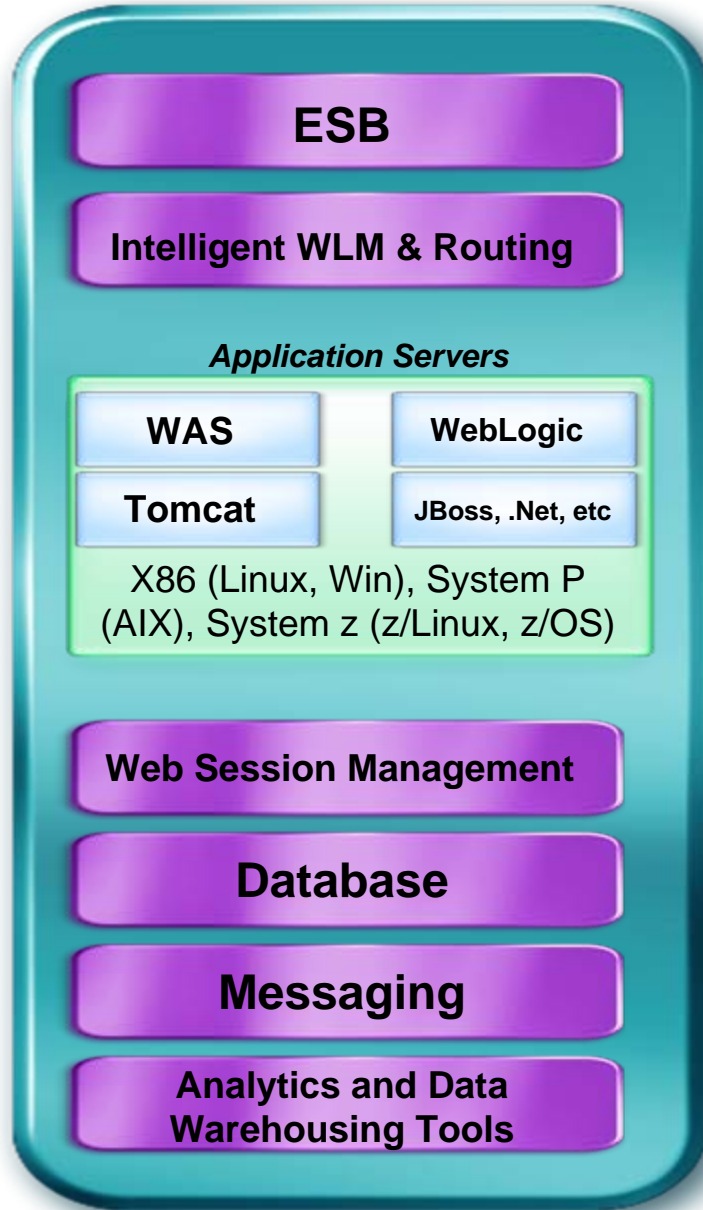 ESB
Intelligent WLM & Routing
Application Servers
WAS
WebLogic
Tomcat
JBoss, .Net, etc
X86 (Linux, Win), System P
(AIX), System z (z/Linux, z/OS)
Web Session Management
Database
Messaging
Analytics and Data
Warehousing Tools